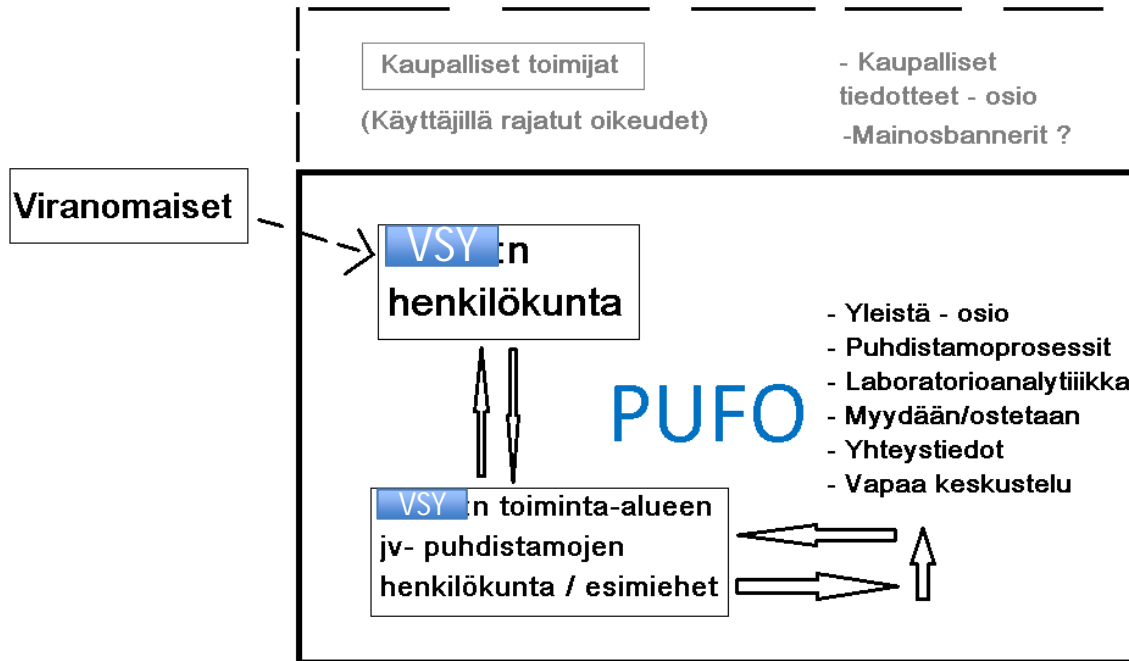 Kaupalliset toimijat
(Käyttäjillä rajatut oikeudet)
- Kaupalliset
tiedotteet - osio
-Mainosbannerit ?
Viranomaiset
VSY :n
henkilökunta
PUFO
- Yleistä - osio
- Puhdistamoprosessit
- Laboratorioanalytiiikka
- Myydään/ostetaan
- Yhteystiedot
- Vapaa keskustelu
VSY :n toiminta-alueen
jv- puhdistamojen
henkilökunta / esimiehet